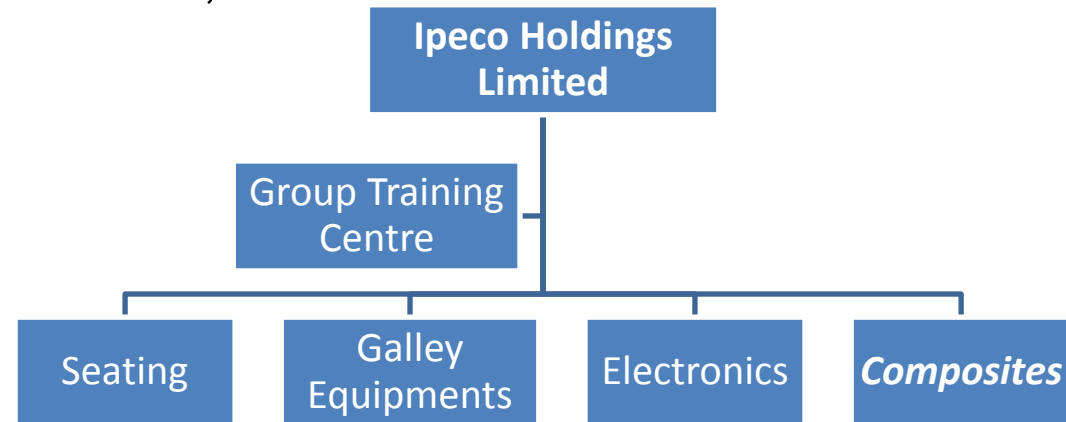 Ipeco Holdings
Limited
Group Training
Centre
Seating
Galley
Equipments
Electronics
Composites